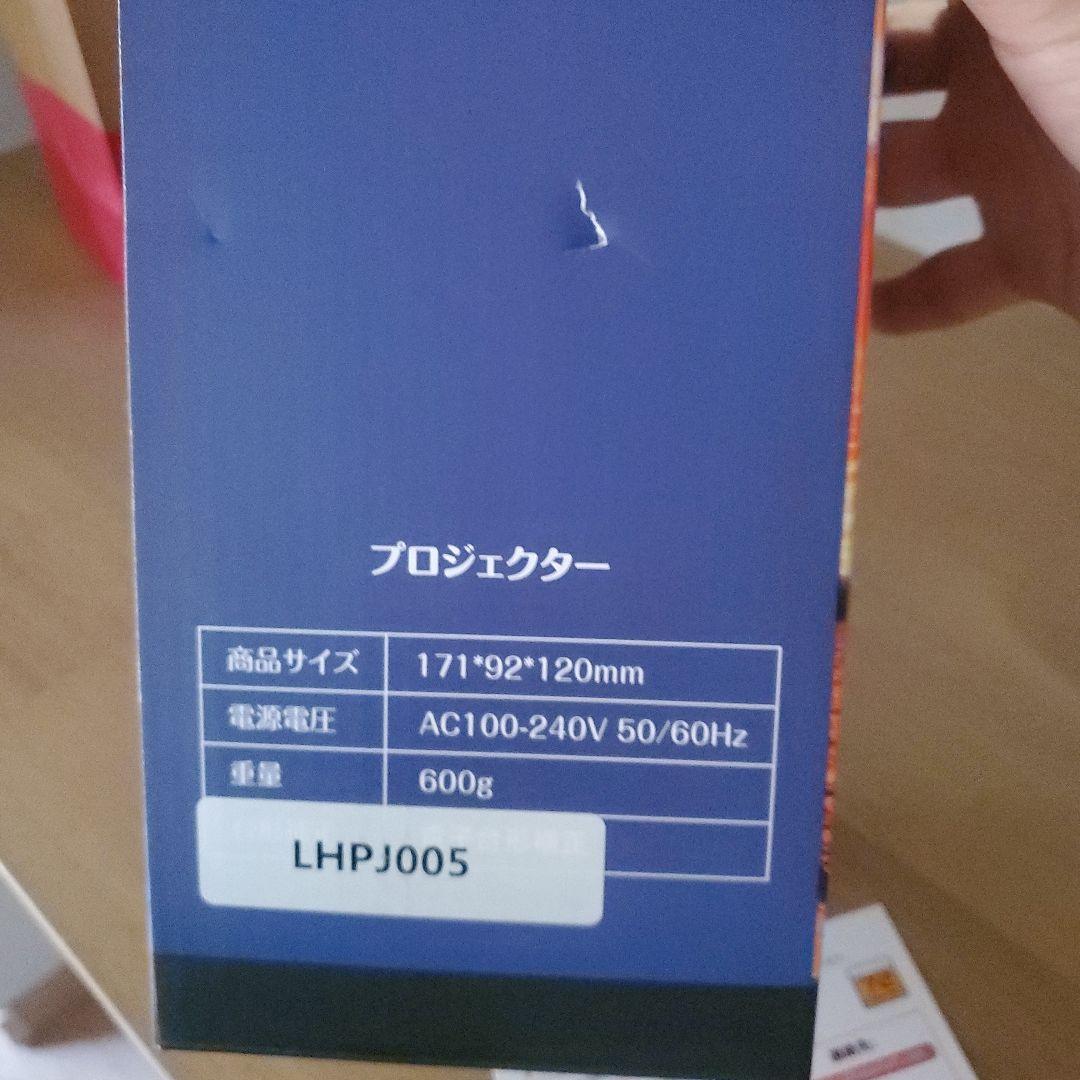 プロジェクター
商品サイズ 171*92*120mm
電源電圧 AC100-240V 50/60Hz
重量 600g
LHPJ005